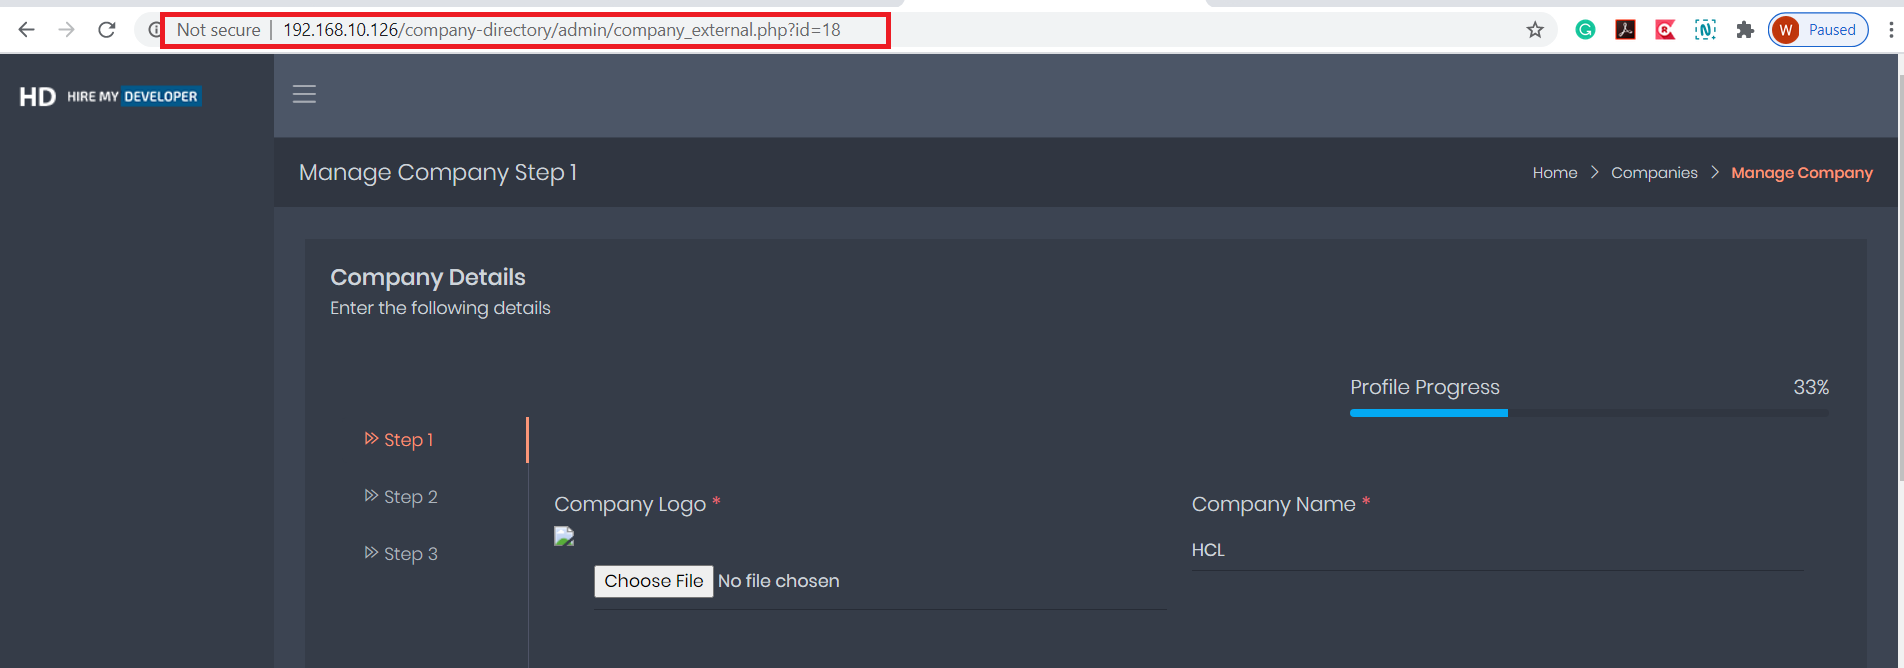 Not secure | 192.168.10.126/company-directory/admin/company_external.php?id=18
W Paused
HD HIRE MY DEVELOPER
Manage Company Step 1
Home > Companies > Manage Company
Company Details
Enter the following details
Profile Progress 33%
Step 1
Step 2
Step 3
Company Logo *
Company Name *
HCL
Choose File No file chosen